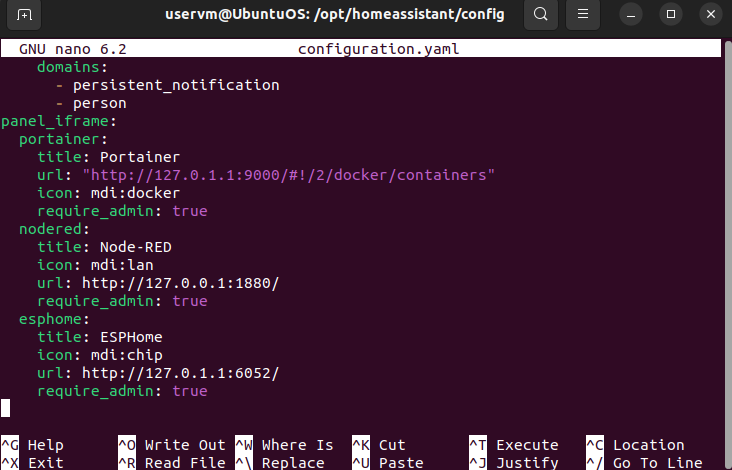 uservm@UbuntuOS: /opt/homeassistant/config
GNU nano 6.2 configuration.yaml
domains:
- persistent_notification
- person
panel_iframe:
portainer:
title: Portainer
url: "http://127.0.1.1:9000/#!/2/docker/containers"
icon: mdi:docker
require_admin: true
nodered:
title: Node-RED
icon: mdi:lan
url: http://127.0.0.1:1880/
require_admin: true
esphome:
title: ESPHome
icon: mdi:chip
url: http://127.0.1.1:6052/
require_admin: true
^G Help ^O Write Out ^W Where Is ^K Cut ^T Execute ^C Location
^X Exit ^R Read File ^\ Replace ^U Paste ^J Justify ^/ Go To Line